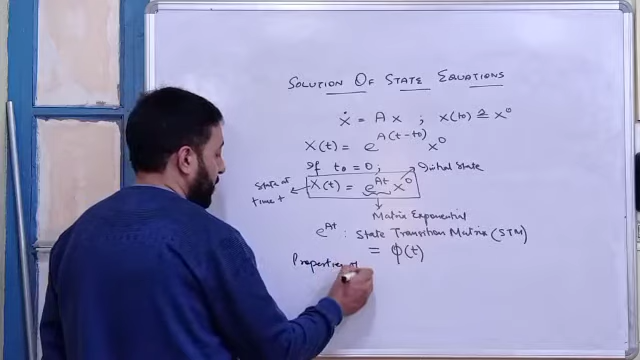 SOLUTION OF STATE EQUATIONS
ẋ = A x ; x(t0) ≜ x⁰
X(t) = e^A(t-t0) x⁰
If t0 = 0;
Initial state
State at
time t
X(t) = e^At x⁰
Matrix Exponential
e^At : State Transition Matrix (STM)
= φ(t)
Properties of